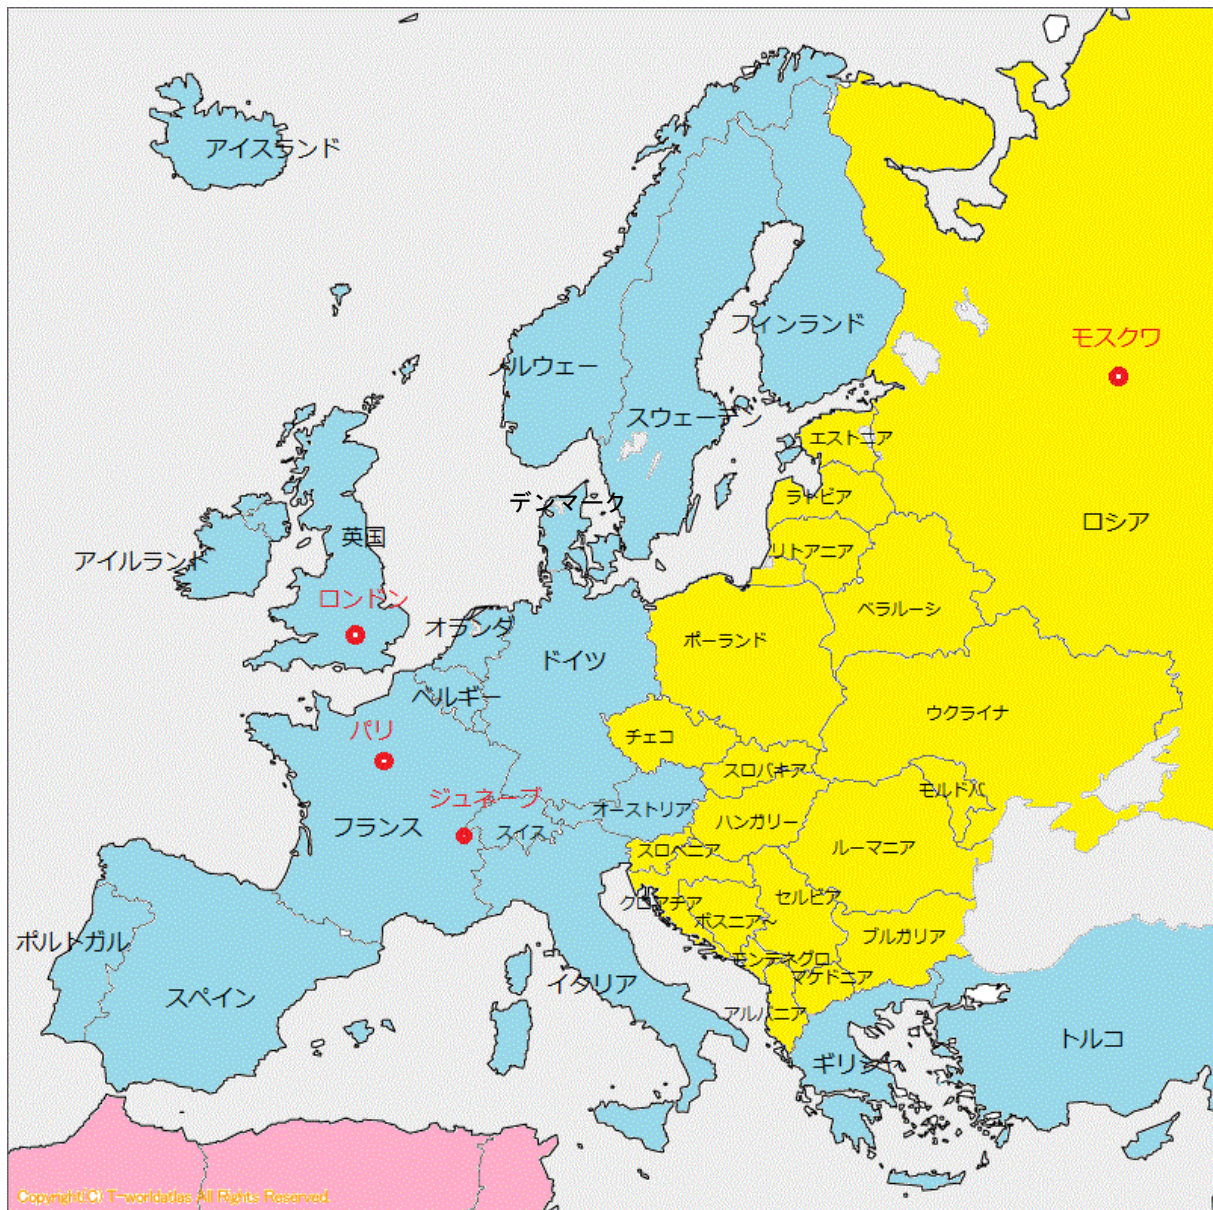 アイスランド
フィンランド
モスクワ
ノルウェー
スウェーデン
エストニア
デンマーク
ラトビア
ロシア
英国
リトアニア
アイルランド
ロンドン
ベラルーシ
オランダ
ポーランド
ドイツ
ベルギー
ウクライナ
パリ
チェコ
スロバキア
モルドバ
ジュネーブ
オーストリア
フランス
スイス
ハンガリー
ルーマニア
スロベニア
セルビア
クロアチア
ボスニア~
ブルガリア
ポルトガル
モンテネグロ
マケドニア
イタリア
スペイン
アルバニア
トルコ
ギリシャ
Copyright(C) T-worldatlas All Rights Reserved.